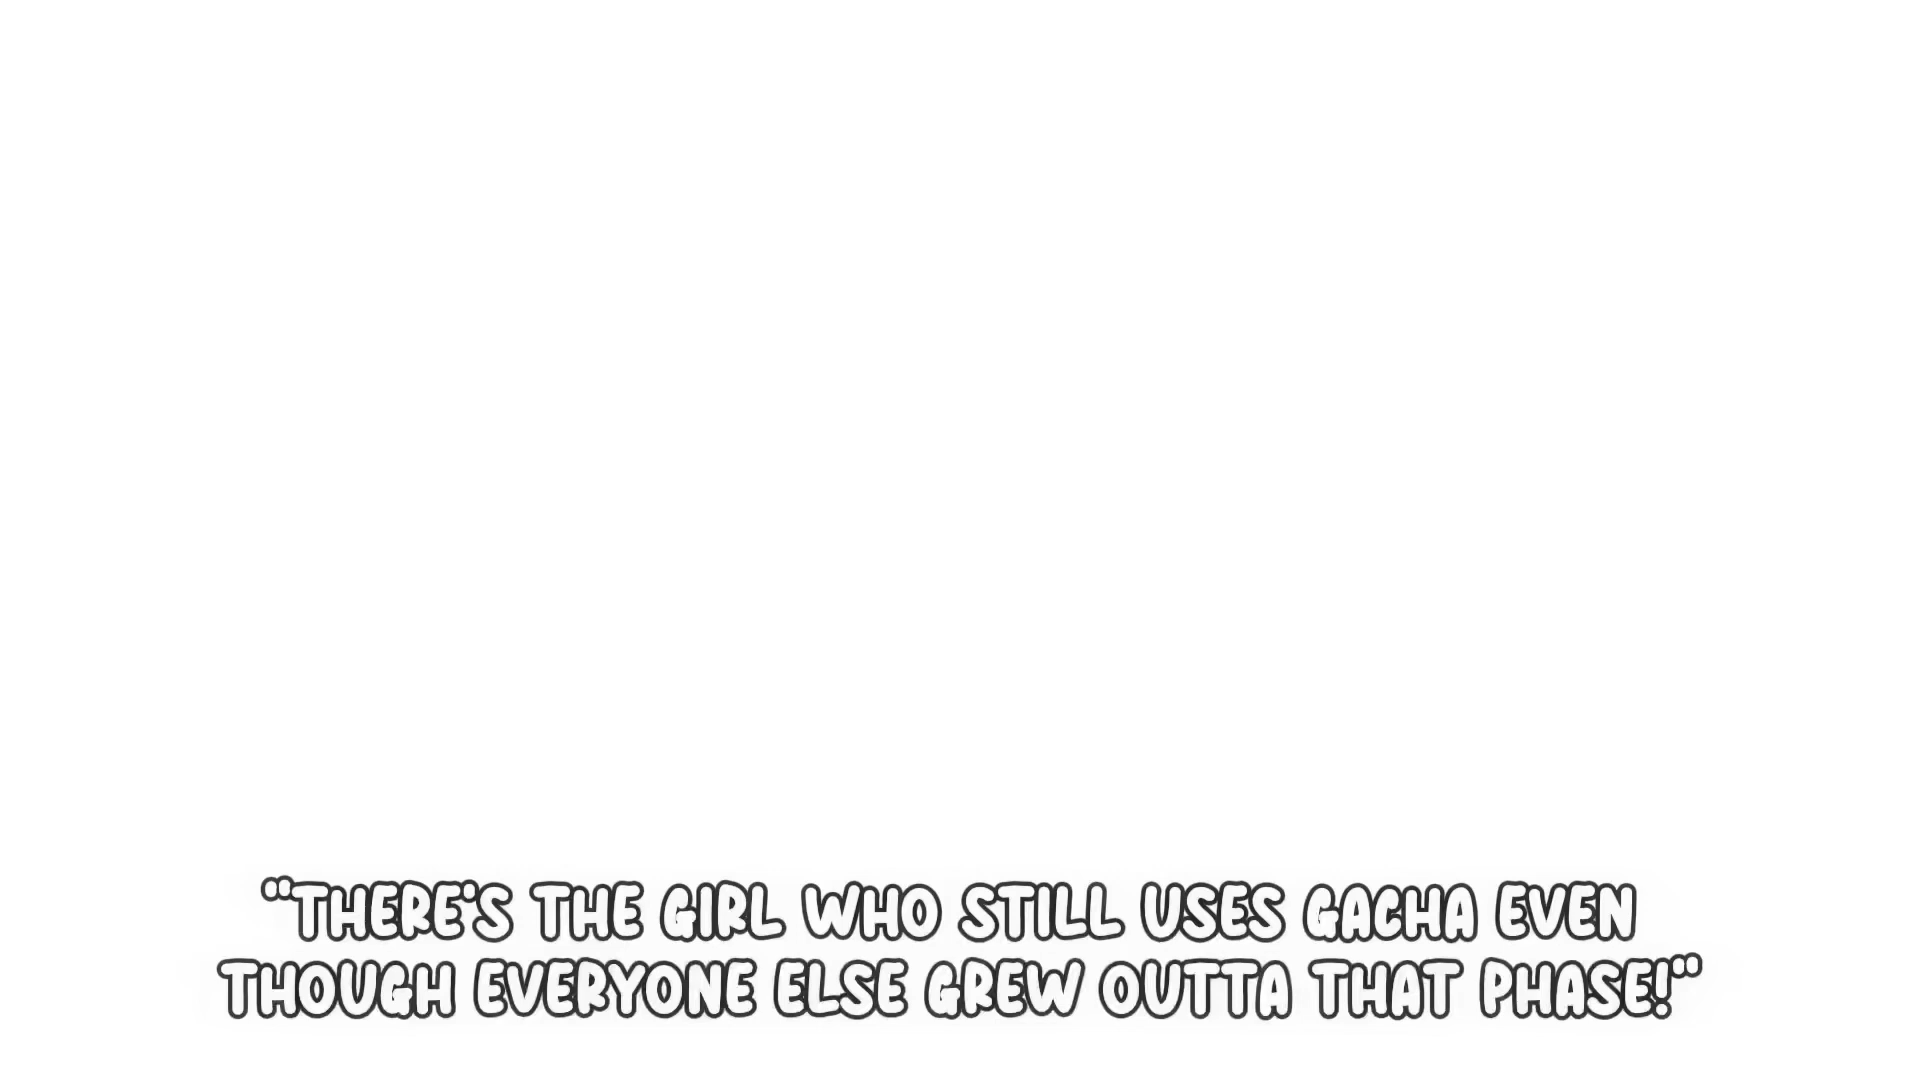 "THERE'S THE GIRL WHO STILL USES GACHA EVEN
THOUGH EVERYONE ELSE GREW OUTTA THAT PHASE!"